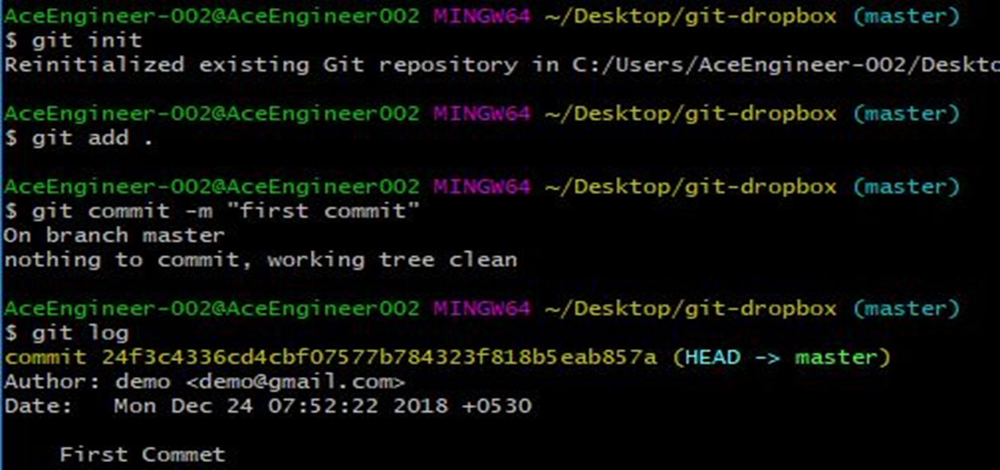 AceEngineer-002@AceEngineer002 MINGW64 ~/Desktop/git-dropbox (master)
$ git init
Reinitialized existing Git repository in C:/Users/AceEngineer-002/Deskto
AceEngineer-002@AceEngineer002 MINGW64 ~/Desktop/git-dropbox (master)
$ git add .
AceEngineer-002@AceEngineer002 MINGW64 ~/Desktop/git-dropbox (master)
$ git commit -m "first commit"
On branch master
nothing to commit, working tree clean
AceEngineer-002@AceEngineer002 MINGW64 ~/Desktop/git-dropbox (master)
$ git log
commit 24f3c4336cd4cbf07577b784323f818b5eab857a (HEAD -> master)
Author: demo <demo@gmail.com>
Date:   Mon Dec 24 07:52:22 2018 +0530
First Commet